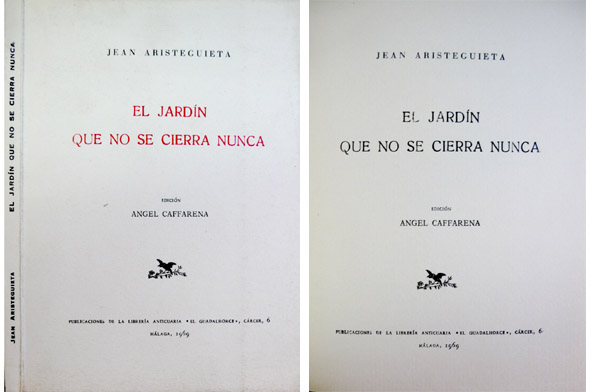 JEAN ARISTEGUIETA
EL JARDÍN QUE NO SE CIERRA NUNCA
JEAN ARISTEGUIETA
EL JARDÍN
QUE NO SE CIERRA NUNCA
EDICIÓN
ANGEL CAFFARENA
PUBLICACIONES DE LA LIBRERÍA ANTICUARIA «EL GUADALHORCE», CÁRCER, 6
MÁLAGA, 1969
JEAN ARISTEGUIETA
EL JARDÍN
QUE NO SE CIERRA NUNCA
EDICIÓN
ANGEL CAFFARENA
PUBLICACIONES DE LA LIBRERÍA ANTICUARIA «EL GUADALHORCE», CÁRCER, 6
MÁLAGA, 1969